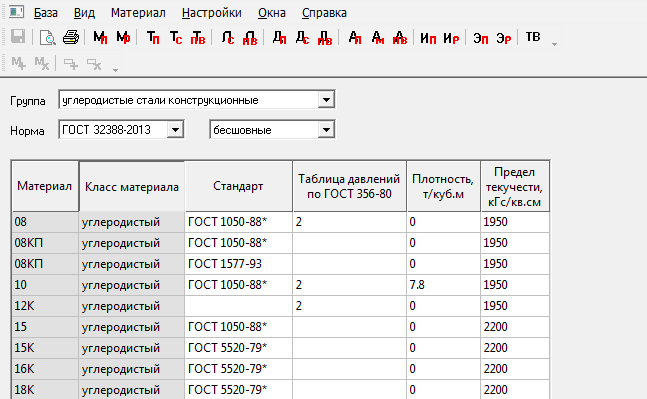 База Вид Материал Настройки Окна Справка
Мп Мр Тп Тс Тпв Лс Лпв Дп Дс Дпв Ап Ам Ав Ип Ир Эп Эр ТВ
Группа углеродистые стали конструкционные
Норма ГОСТ 32388-2013 бесшовные
Материал Класс материала Стандарт Таблица давлений по ГОСТ 356-80 Плотность, т/куб.м Предел текучести, кГс/кв.см
08 углеродистый ГОСТ 1050-88* 2 0 1950
08КП углеродистый ГОСТ 1050-88* 0 1950
08КП углеродистый ГОСТ 1577-93 0 1950
10 углеродистый ГОСТ 1050-88* 2 7.8 1950
12К углеродистый 2 0 1950
15 углеродистый ГОСТ 1050-88* 0 2200
15К углеродистый ГОСТ 5520-79* 0 2200
16К углеродистый ГОСТ 5520-79* 0 2200
18К углеродистый ГОСТ 5520-79* 0 2200